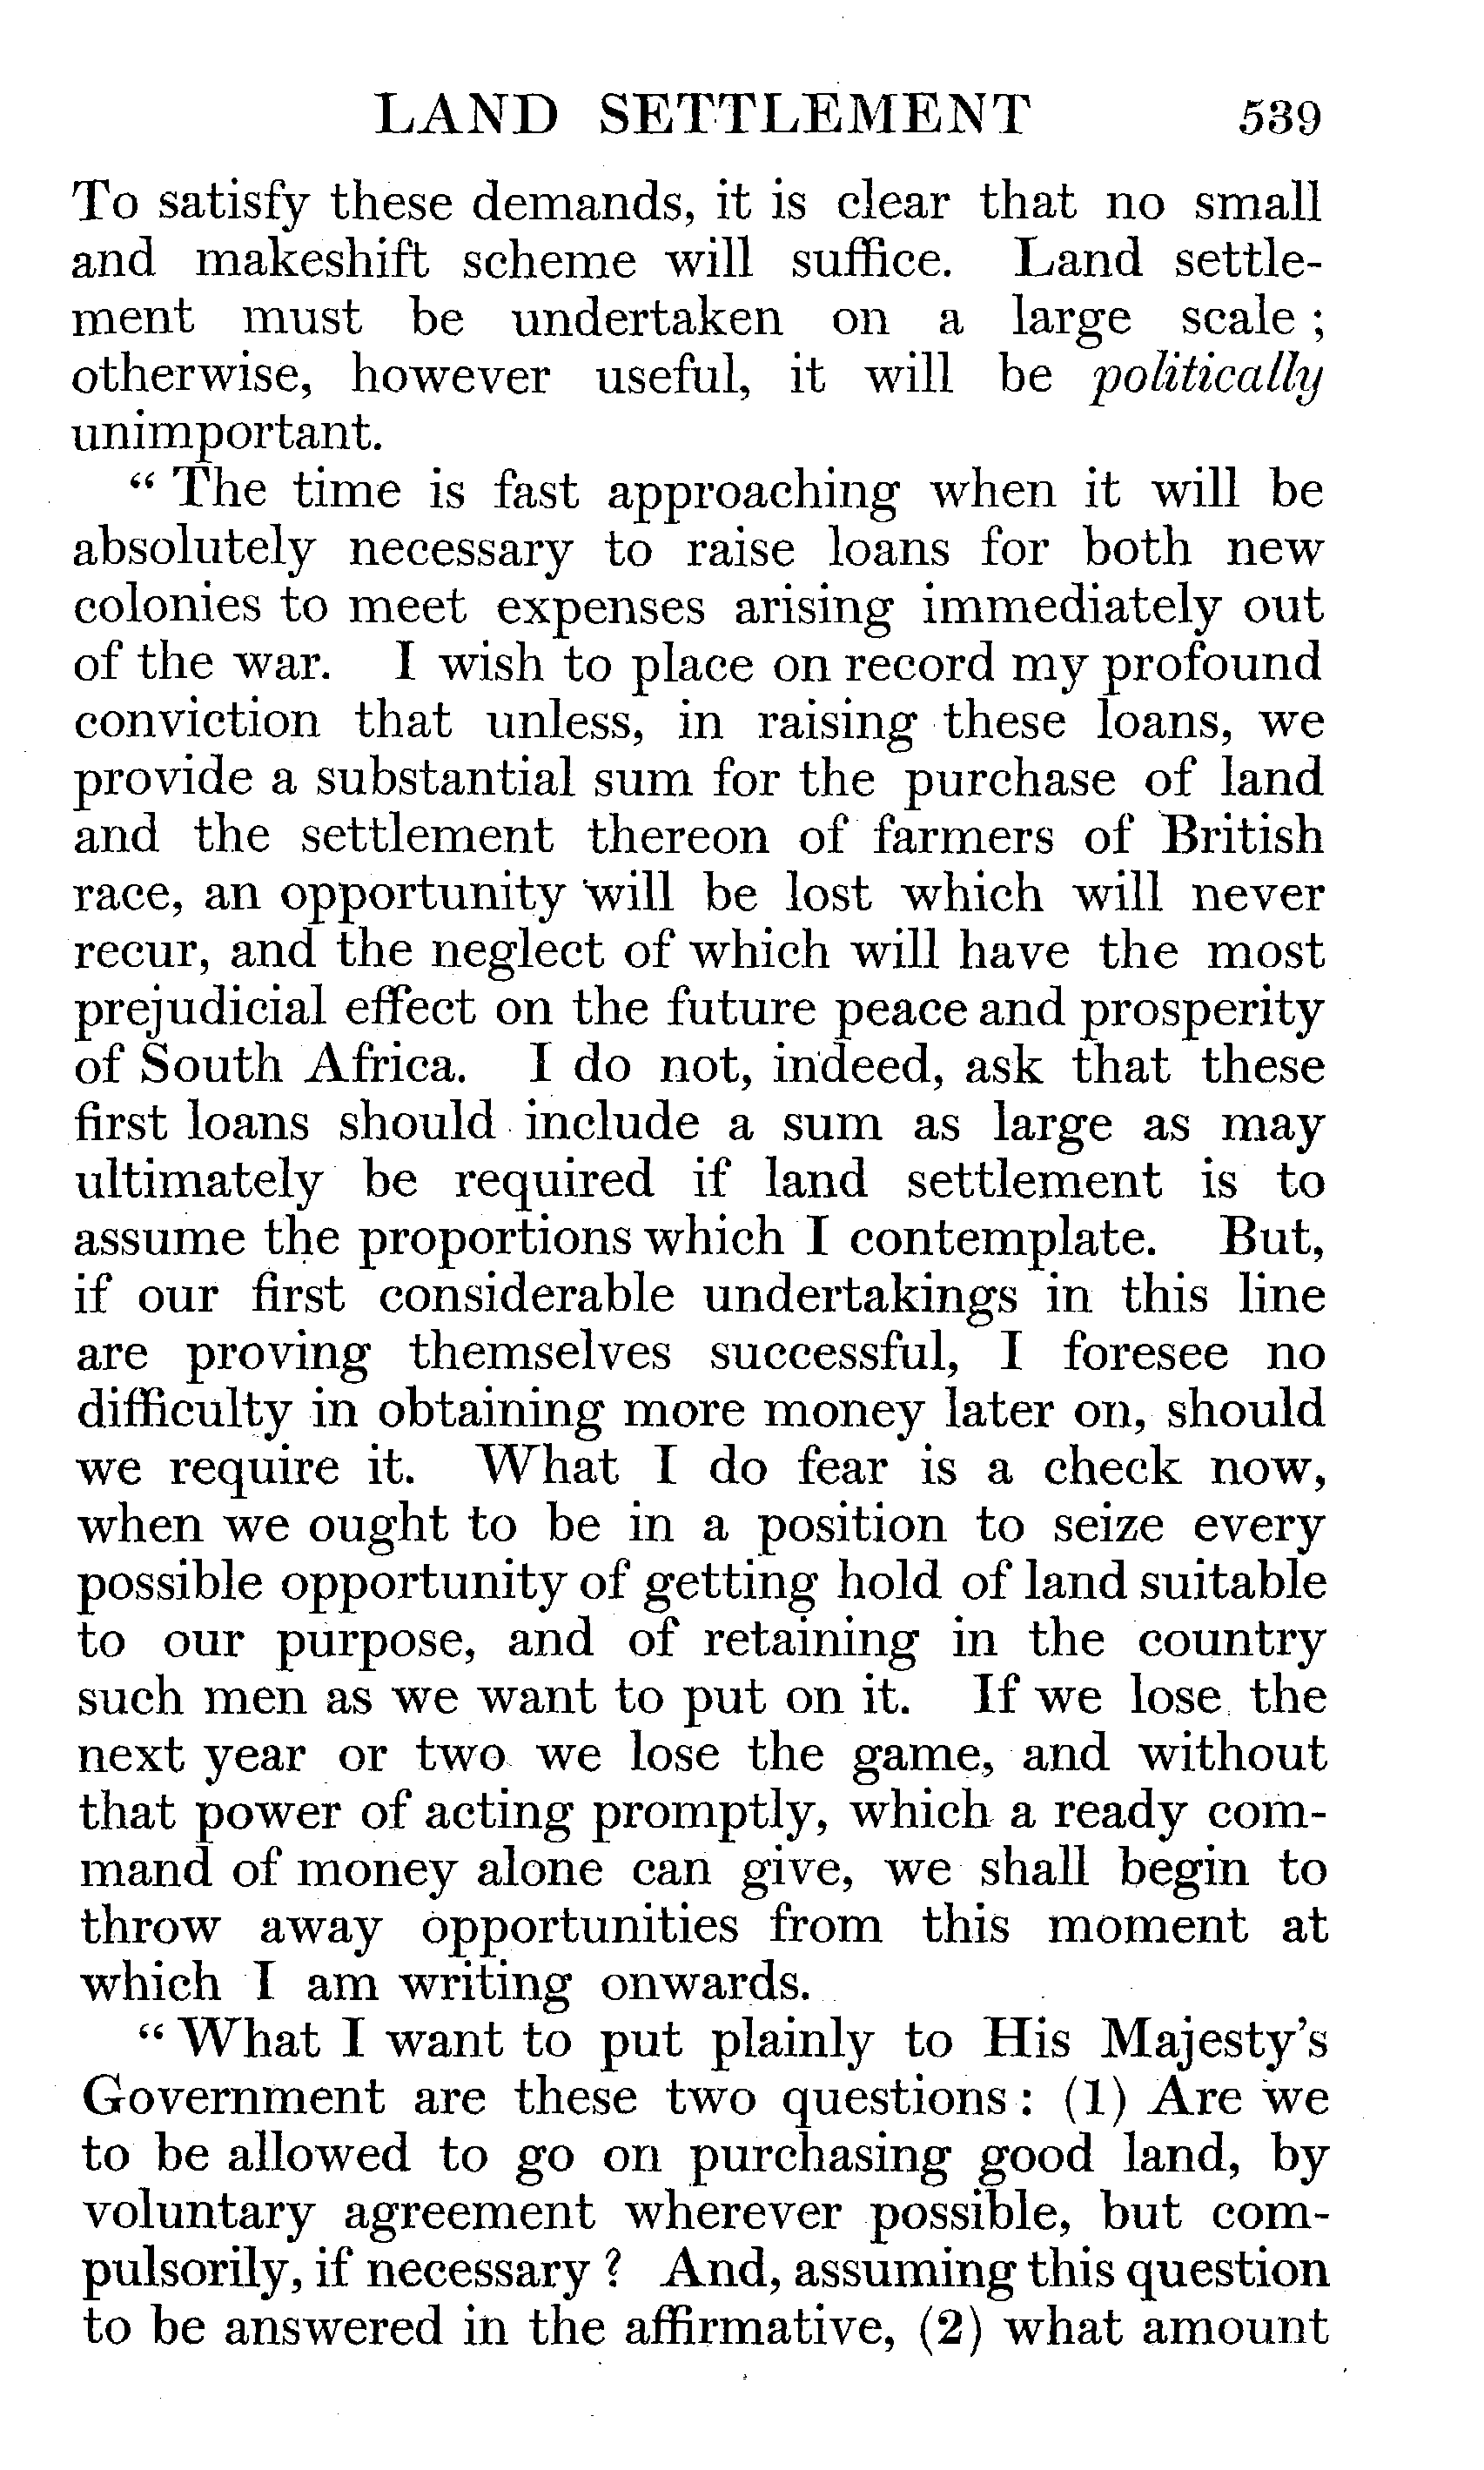 LAND SETTLEMENT 539
To satisfy these demands, it is clear that no small
and makeshift scheme will suffice. Land settle-
ment must be undertaken on a large scale ;
otherwise, however useful, it will be politically
unimportant.
“ The time is fast approaching when it will be
absolutely necessary to raise loans for both new
colonies to meet expenses arising immediately out
of the war. I wish to place on record my profound
conviction that unless, in raising these loans, we
provide a substantial sum for the purchase of land
and the settlement thereon of farmers of British
race, an opportunity will be lost which will never
recur, and the neglect of which will have the most
prejudicial effect on the future peace and prosperity
of South Africa. I do not, indeed, ask that these
first loans should include a sum as large as may
ultimately be required if land settlement is to
assume the proportions which I contemplate. But,
if our first considerable undertakings in this line
are proving themselves successful, I foresee no
difficulty in obtaining more money later on, should
we require it. What I do fear is a check now,
when we ought to be in a position to seize every
possible opportunity of getting hold of land suitable
to our purpose, and of retaining in the country
such men as we want to put on it. If we lose the
next year or two we lose the game, and without
that power of acting promptly, which a ready com-
mand of money alone can give, we shall begin to
throw away opportunities from this moment at
which I am writing onwards.
“ What I want to put plainly to His Majesty's
Government are these two questions : (1) Are we
to be allowed to go on purchasing good land, by
voluntary agreement wherever possible, but com-
pulsorily, if necessary ? And, assuming this question
to be answered in the affirmative, (2) what amount